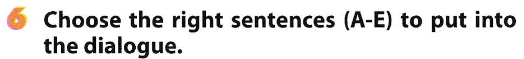 6 Choose the right sentences (A-E) to put into
the dialogue.